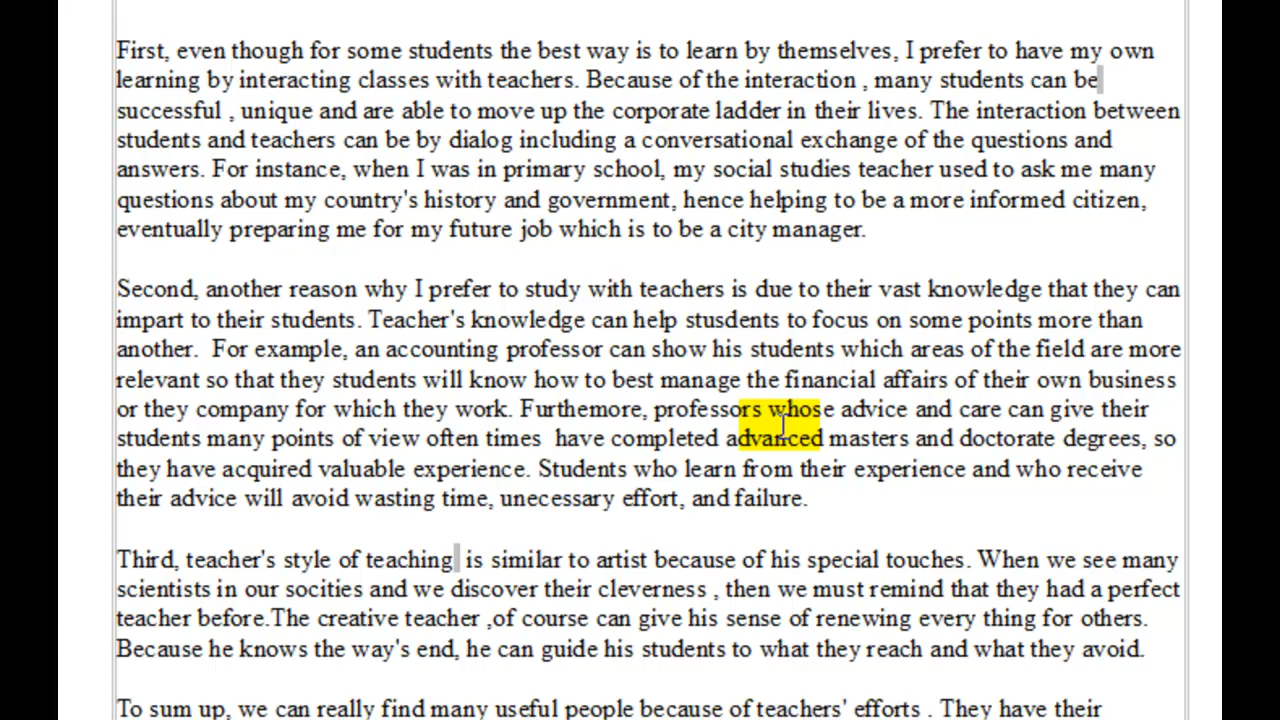 First, even though for some students the best way is to learn by themselves, I prefer to have my own
learning by interacting classes with teachers. Because of the interaction , many students can be
successful , unique and are able to move up the corporate ladder in their lives. The interaction between
students and teachers can be by dialog including a conversational exchange of the questions and
answers. For instance, when I was in primary school, my social studies teacher used to ask me many
questions about my country's history and government, hence helping to be a more informed citizen,
eventually preparing me for my future job which is to be a city manager.
Second, another reason why I prefer to study with teachers is due to their vast knowledge that they can
impart to their students. Teacher's knowledge can help stusdents to focus on some points more than
another.  For example, an accounting professor can show his students which areas of the field are more
relevant so that they students will know how to best manage the financial affairs of their own business
or they company for which they work. Furthemore, professors whose advice and care can give their
students many points of view often times  have completed advanced masters and doctorate degrees, so
they have acquired valuable experience. Students who learn from their experience and who receive
their advice will avoid wasting time, unecessary effort, and failure.
Third, teacher's style of teaching  is similar to artist because of his special touches. When we see many
scientists in our socities and we discover their cleverness , then we must remind that they had a perfect
teacher before.The creative teacher ,of course can give his sense of renewing every thing for others.
Because he knows the way's end, he can guide his students to what they reach and what they avoid.
To sum up, we can really find many useful people because of teachers' efforts . They have their